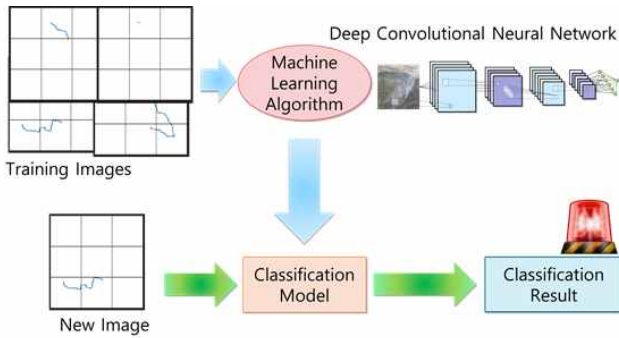 Deep Convolutional Neural Network
Machine
Learning
Algorithm
Training Images
Classification
Model
Classification
Result
New Image